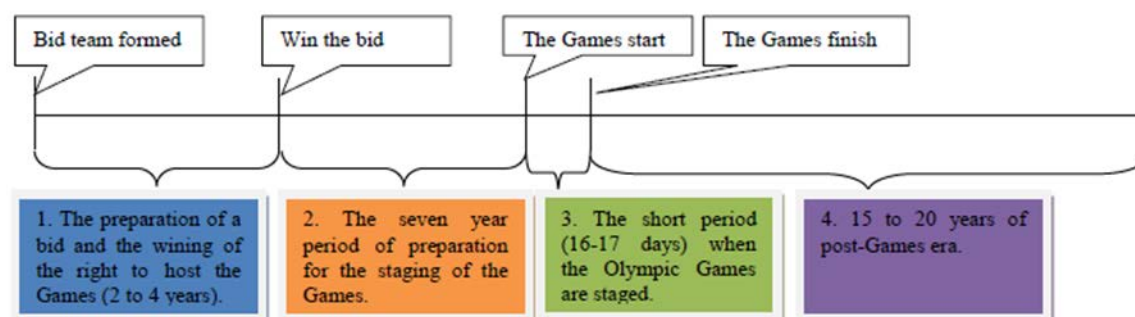 Bid team formed
Win the bid
The Games start
The Games finish
1. The preparation of a
bid and the wining of
the right to host the
Games (2 to 4 years).
2. The seven year
period of preparation
for the staging of the
Games.
3. The short period
(16-17 days) when
the Olympic Games
are staged.
4. 15 to 20 years of
post-Games era.